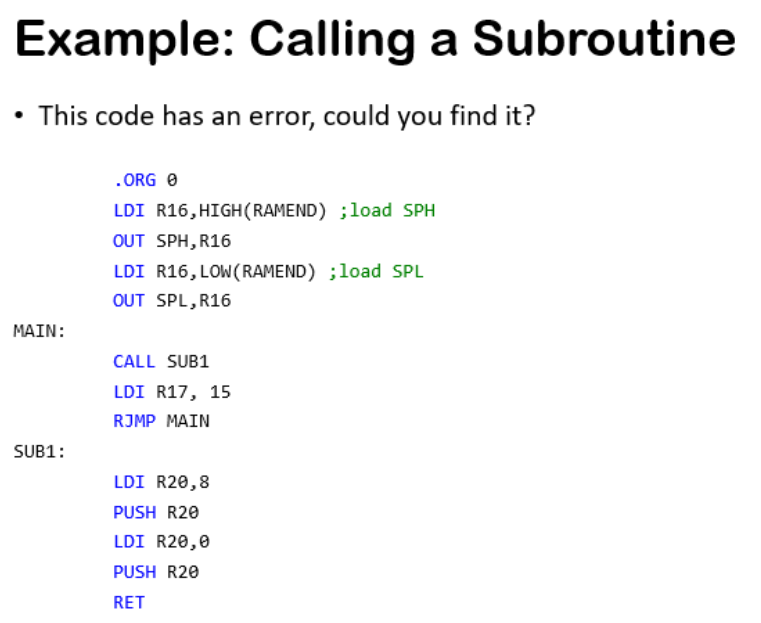 Example: Calling a Subroutine
• This code has an error, could you find it?
.ORG 0
LDI R16,HIGH(RAMEND) ;load SPH
OUT SPH,R16
LDI R16,LOW(RAMEND) ;load SPL
OUT SPL,R16
MAIN:
CALL SUB1
LDI R17, 15
RJMP MAIN
SUB1:
LDI R20,8
PUSH R20
LDI R20,0
PUSH R20
RET